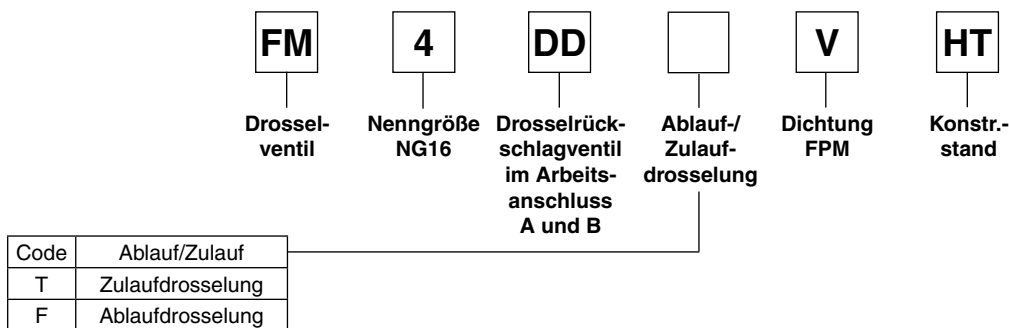 FM 4 DD V HT
Drossel- Nenngröße Drosselrück- Ablauf-/ Dichtung Konstr.-
ventil NG16 schlagventil Zulauf- FPM stand
im Arbeits- drosselung
anschluss
A und B
Code Ablauf/Zulauf
T Zulaufdrosselung
F Ablaufdrosselung